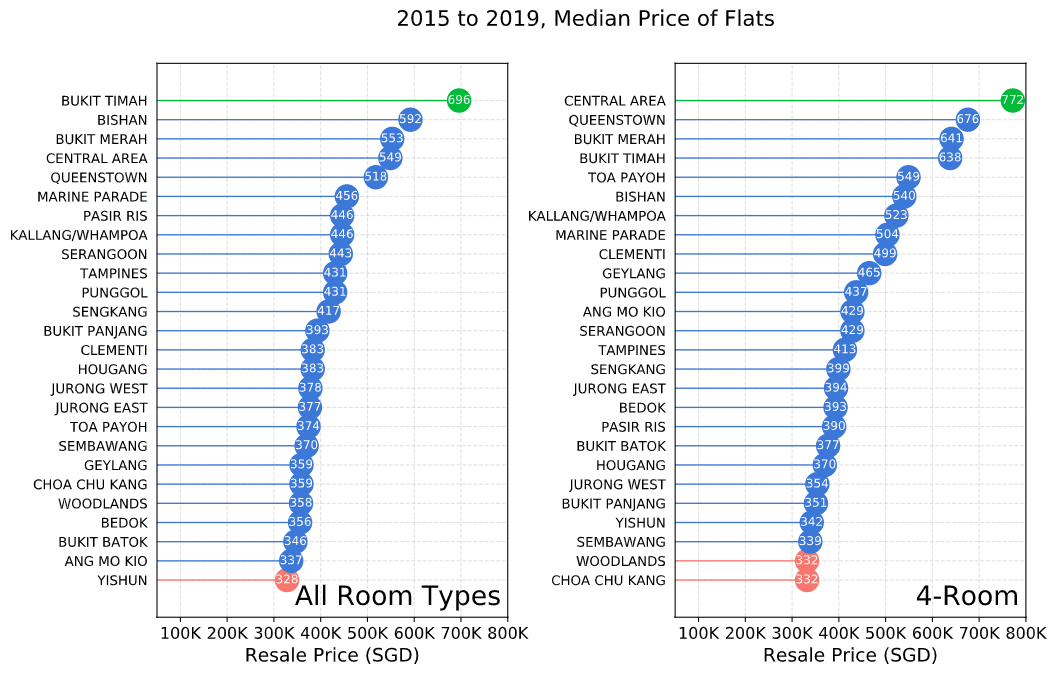 2015 to 2019, Median Price of Flats
BUKIT TIMAH 696
BISHAN 592
BUKIT MERAH 553
CENTRAL AREA 549
QUEENSTOWN 518
MARINE PARADE 456
PASIR RIS 446
KALLANG/WHAMPOA 446
SERANGOON 443
TAMPINES 431
PUNGGOL 431
SENGKANG 417
BUKIT PANJANG 393
CLEMENTI 383
HOUGANG 383
JURONG WEST 378
JURONG EAST 377
TOA PAYOH 374
SEMBAWANG 370
GEYLANG 359
CHOA CHU KANG 359
WOODLANDS 358
BEDOK 356
BUKIT BATOK 346
ANG MO KIO 337
YISHUN 328
All Room Types
100K 200K 300K 400K 500K 600K 700K 800K
Resale Price (SGD)
CENTRAL AREA 772
QUEENSTOWN 676
BUKIT MERAH 641
BUKIT TIMAH 638
TOA PAYOH 549
BISHAN 540
KALLANG/WHAMPOA 523
MARINE PARADE 504
CLEMENTI 499
GEYLANG 465
PUNGGOL 437
ANG MO KIO 429
SERANGOON 429
TAMPINES 413
SENGKANG 399
JURONG EAST 394
BEDOK 393
PASIR RIS 390
BUKIT BATOK 377
HOUGANG 370
JURONG WEST 354
BUKIT PANJANG 351
YISHUN 342
SEMBAWANG 339
WOODLANDS 332
CHOA CHU KANG 332
4-Room
100K 200K 300K 400K 500K 600K 700K 800K
Resale Price (SGD)